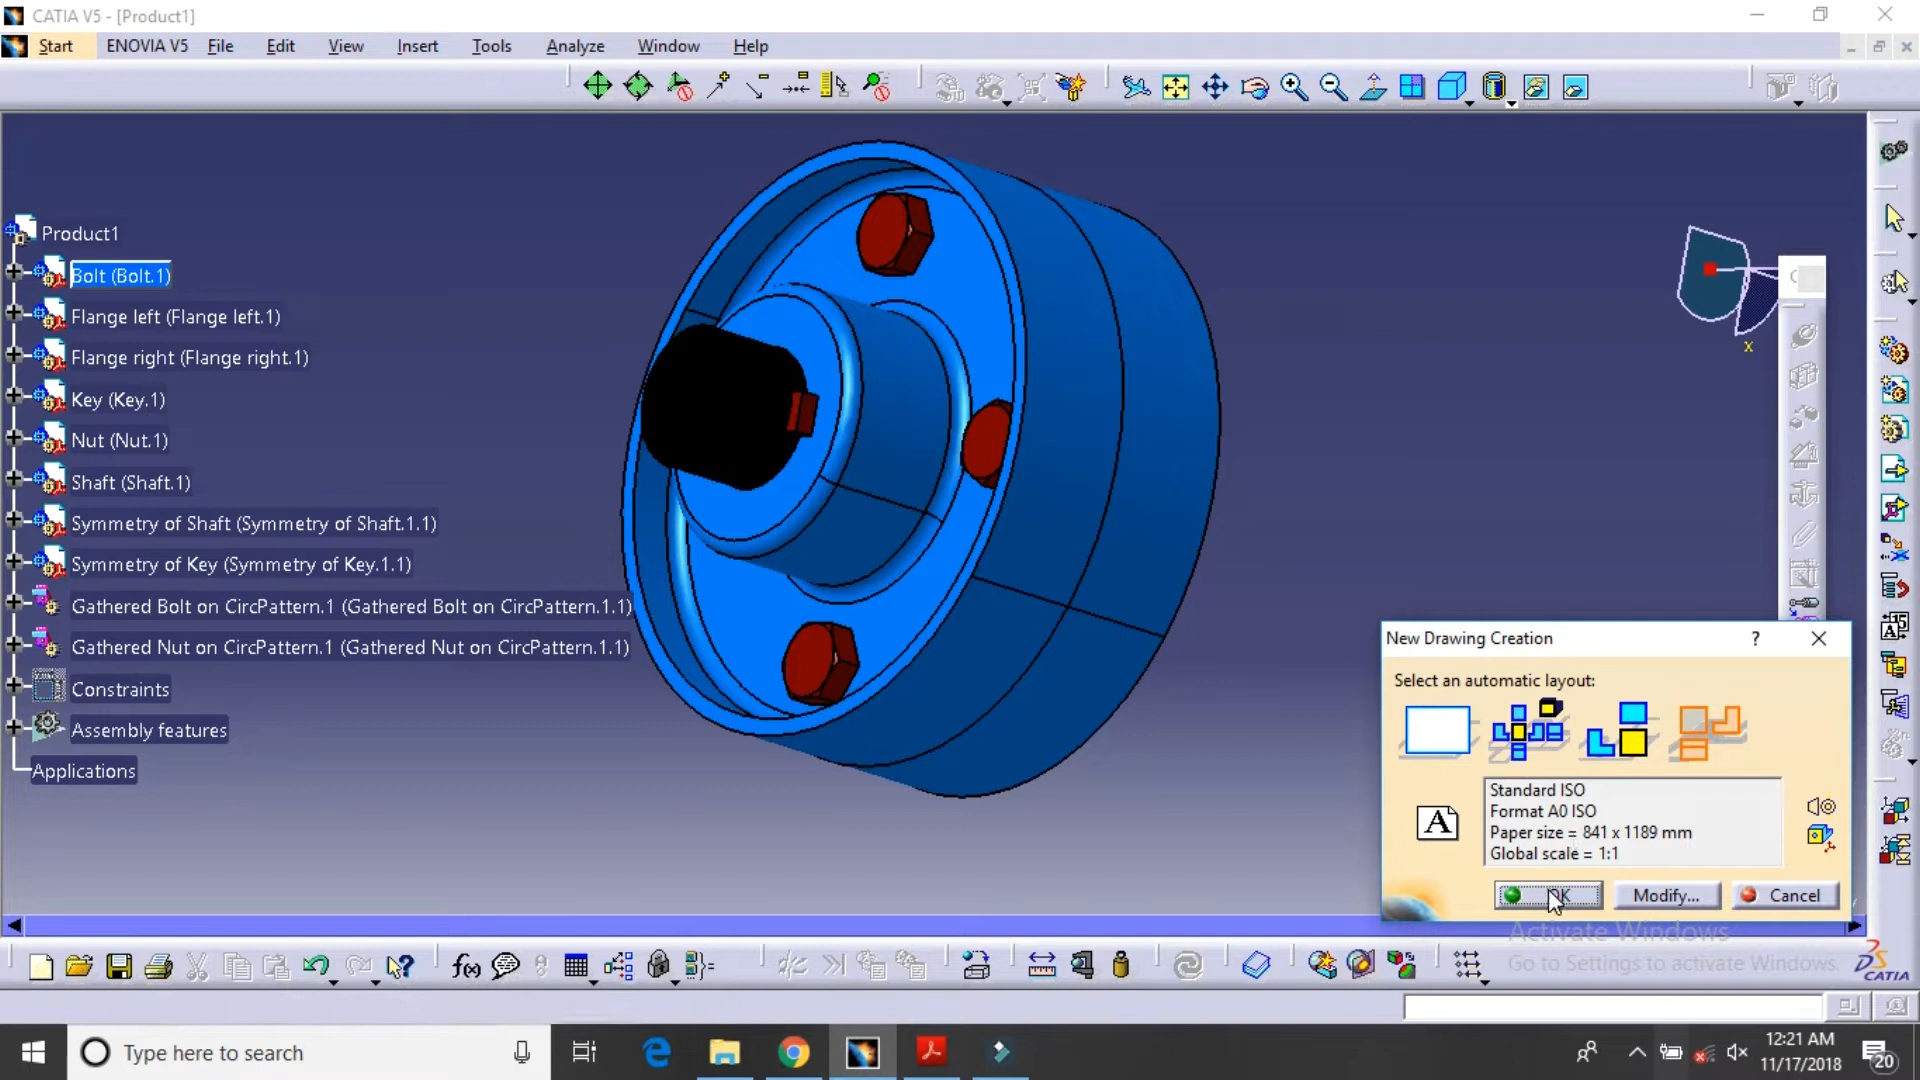 CATIA V5 - [Product1]
Start ENOVIA V5 File Edit View Insert Tools Analyze Window Help
Product1
Bolt (Bolt.1)
Flange left (Flange left.1)
Flange right (Flange right.1)
Key (Key.1)
Nut (Nut.1)
Shaft (Shaft.1)
Symmetry of Shaft (Symmetry of Shaft.1.1)
Symmetry of Key (Symmetry of Key.1.1)
Gathered Bolt on CircPattern.1 (Gathered Bolt on CircPattern.1.1)
Gathered Nut on CircPattern.1 (Gathered Nut on CircPattern.1.1)
Constraints
Assembly features
Applications
x
New Drawing Creation ?
Select an automatic layout:
A
Standard ISO
Format A0 ISO
Paper size = 841 x 1189 mm
Global scale = 1:1
OK Modify... Cancel
Activate Windows
Go to Settings to activate Windows.
CATIA
f(x)
Type here to search
12:21 AM
11/17/2018
20